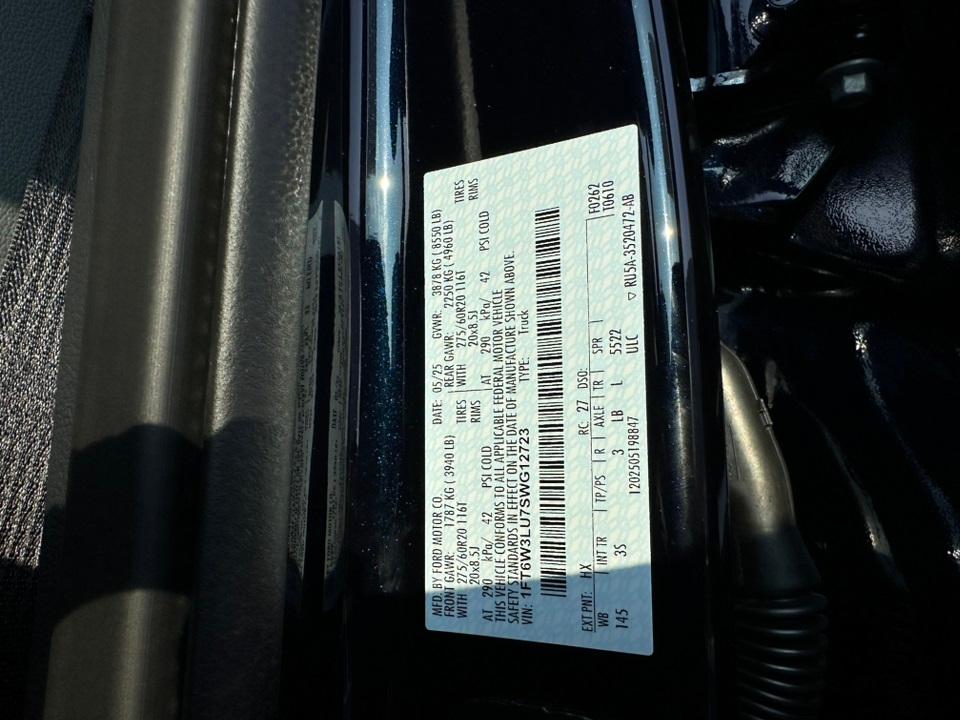 MFD. BY FORD MOTOR CO.
DATE: 05/25 GVWR: 3878 KG ( 8550 LB)
FRONT GAWR: 1787 KG ( 3940 LB)
REAR GAWR: 2250 KG ( 4960 LB)
WITH 275/60R20 116T TIRES
WITH 275/60R20 116T TIRES
20x8.5J RIMS
20x8.5J RIMS
AT 290 kPa/ 42 PSI COLD
AT 290 kPa/ 42 PSI COLD
THIS VEHICLE CONFORMS TO ALL APPLICABLE FEDERAL MOTOR VEHICLE
SAFETY STANDARDS IN EFFECT ON THE DATE OF MANUFACTURE SHOWN ABOVE.
VIN: 1FT6W3LU7SWG12723 TYPE: Truck
EXT PNT: HX RC: 27 DSO: F0262
WB INT TR TP/PS R AXLE TR SPR T0610
145 3S 3 LB L 5522
120250519B847 ULC ▽ RU5A-3520472-AB